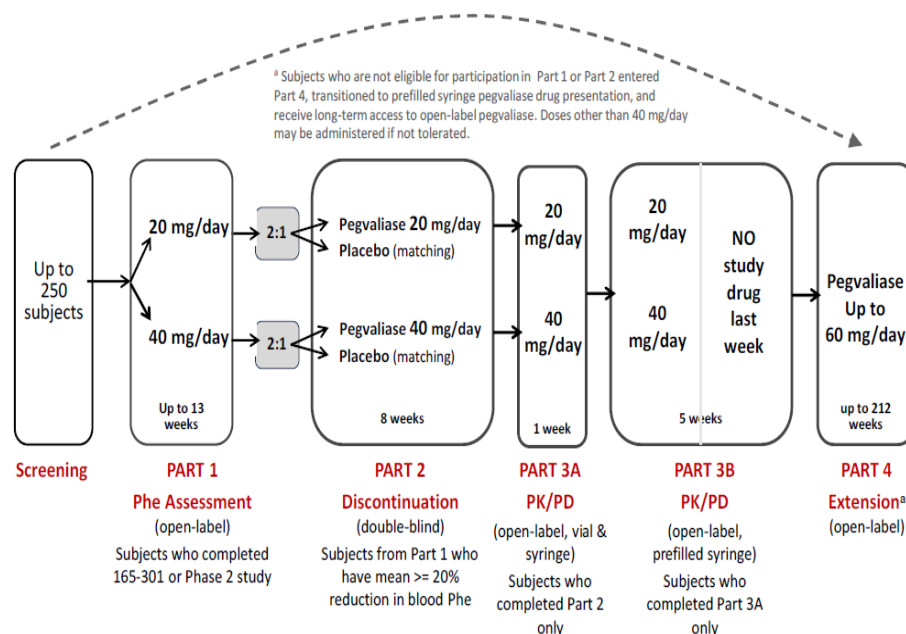 ᵃ Subjects who are not eligible for participation in Part 1 or Part 2 entered
Part 4, transitioned to prefilled syringe pegvaliase drug presentation, and
receive long-term access to open-label pegvaliase. Doses other than 40 mg/day
may be administered if not tolerated.
Up to
250
subjects
Screening
20 mg/day
40 mg/day
Up to 13
weeks
PART 1
Phe Assessment
(open-label)
Subjects who completed
165-301 or Phase 2 study
2:1
2:1
Pegvaliase 20 mg/day
Placebo (matching)
Pegvaliase 40 mg/day
Placebo (matching)
8 weeks
PART 2
Discontinuation
(double-blind)
Subjects from Part 1 who
have mean >= 20%
reduction in blood Phe
20
mg/day
40
mg/day
1 week
PART 3A
PK/PD
(open-label, vial &
syringe)
Subjects who
completed Part 2
only
20
mg/day
40
mg/day
NO
study
drug
last
week
5 weeks
PART 3B
PK/PD
(open-label,
prefilled syringe)
Subjects who
completed Part 3A
only
Pegvaliase
Up to
60 mg/day
up to 212
weeks
PART 4
Extensionᵃ
(open-label)